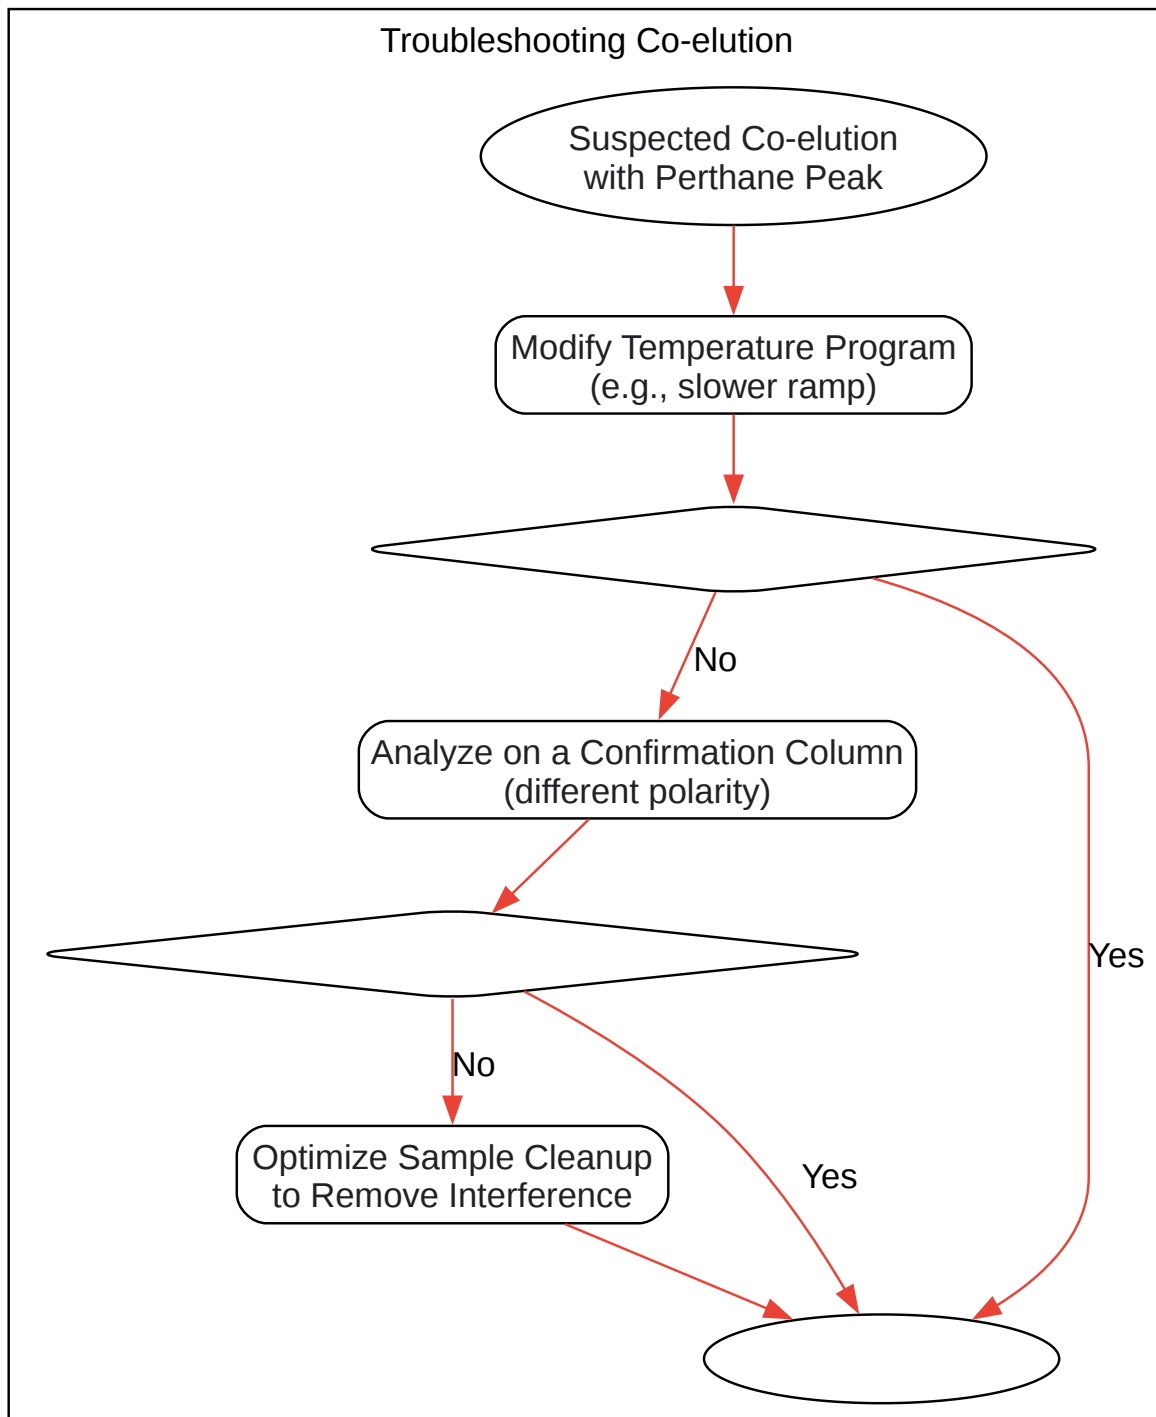 Troubleshooting Co-elution
Suspected Co-elution
with Perthane Peak
Modify Temperature Program
(e.g., slower ramp)
No
Analyze on a Confirmation Column
(different polarity)
Yes
No
Optimize Sample Cleanup
to Remove Interference
Yes